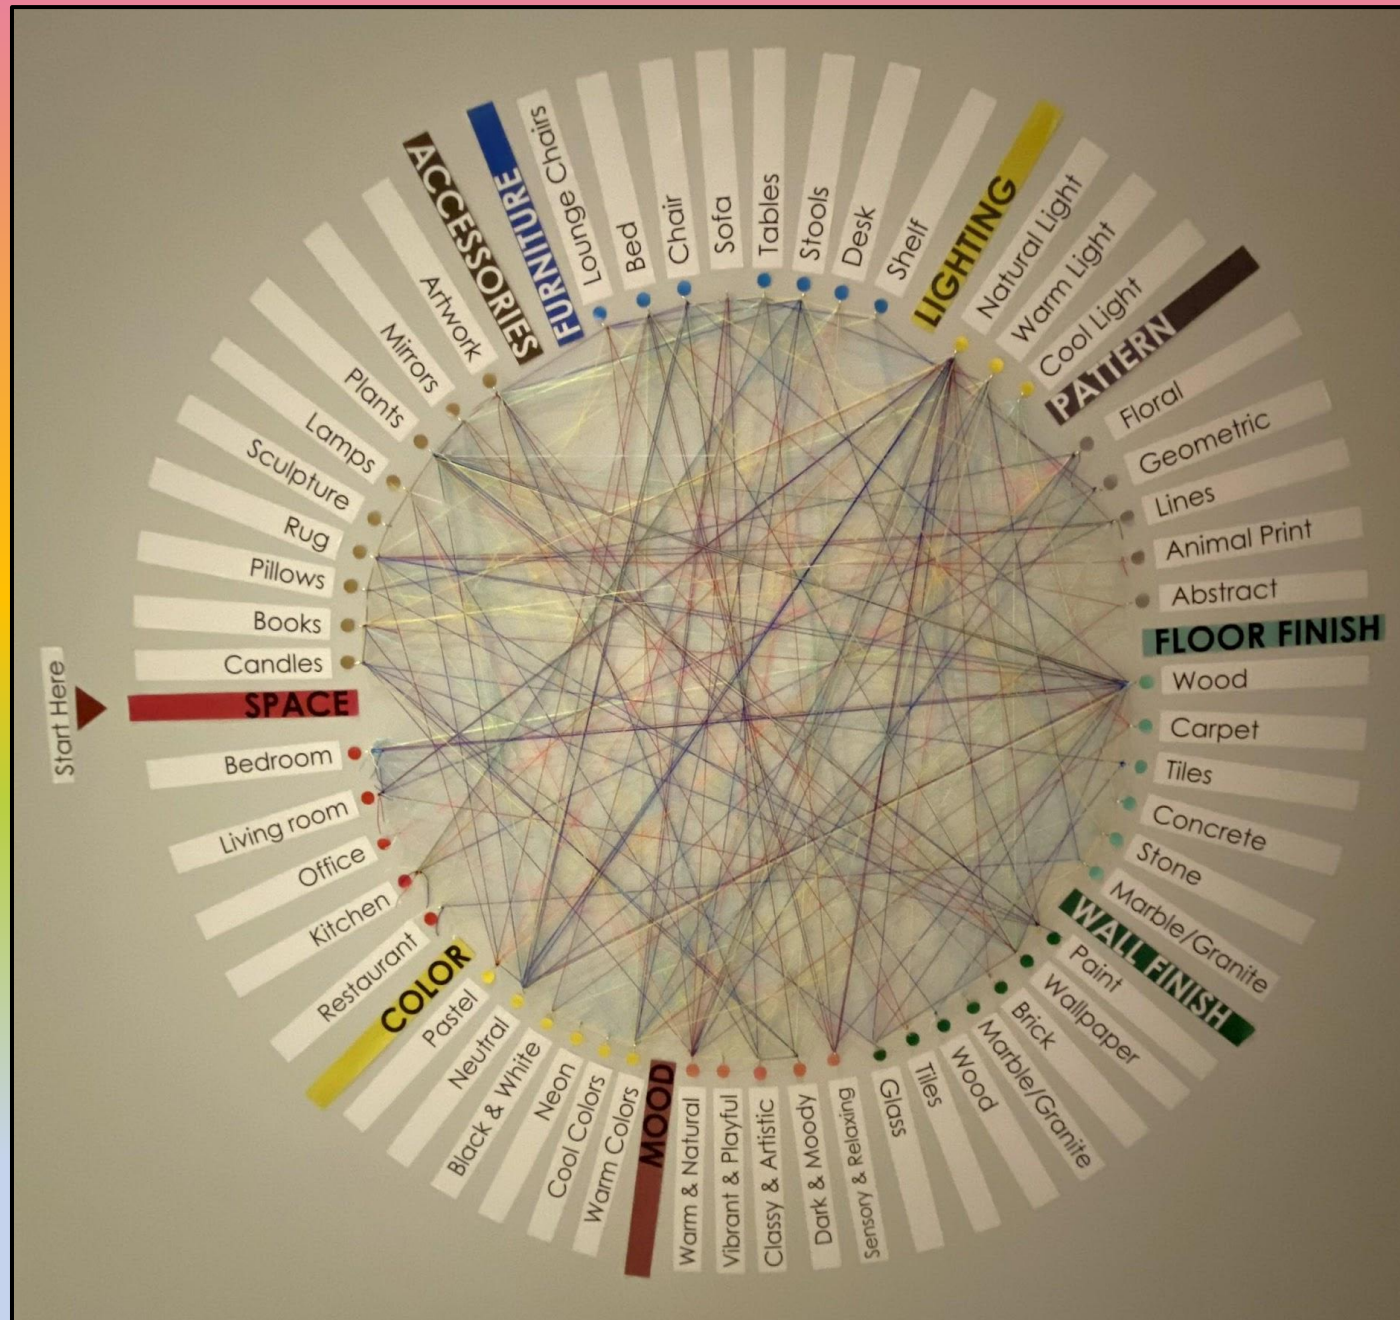 Start Here
SPACE
Bedroom
Living room
Office
Kitchen
Restaurant
COLOR
Pastel
Neutral
Black & White
Neon
Cool Colors
Warm Colors
MOOD
Warm & Natural
Vibrant & Playful
Classy & Artistic
Dark & Moody
Sensory & Relaxing
Glass
Tiles
Wood
Marble/Granite
Brick
Wallpaper
Paint
WALL FINISH
Marble/Granite
Stone
Concrete
Tiles
Carpet
Wood
FLOOR FINISH
Abstract
Animal Print
Lines
Geometric
Floral
PATTERN
Cool Light
Warm Light
Natural Light
LIGHTING
Shelf
Desk
Stools
Tables
Sofa
Chair
Bed
Lounge Chairs
FURNITURE
ACCESSORIES
Artwork
Mirrors
Plants
Lamps
Sculpture
Rug
Pillows
Books
Candles